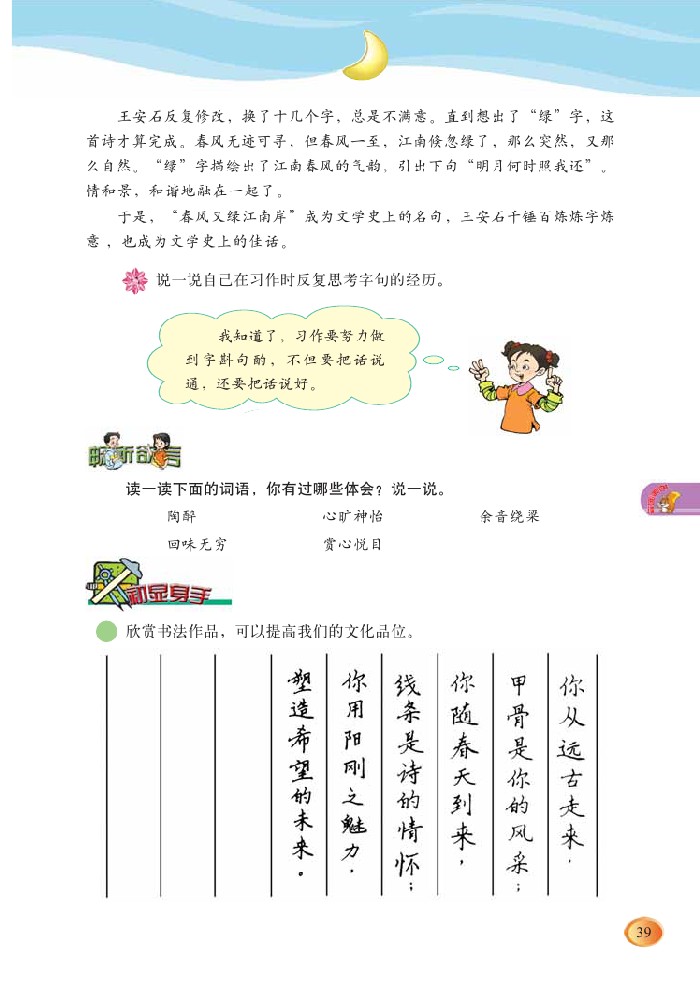 王安石反复修改，换了十几个字，总是不满意。直到想出了“绿”字，这
首诗才算完成。春风无迹可寻．但春风一至，江南倏忽绿了，那么突然，又那
么自然。“绿”字描绘出了江南春风的气韵，引出下句“明月何时照我还”。
情和景，和谐地融在一起了。
于是，“春风又绿江南岸”成为文学史上的名句，王安石千锤百炼炼字炼
意，也成为文学史上的佳话。
说一说自己在习作时反复思考字句的经历。
我知道了，习作要努力做
到字斟句酌，不但要把话说
通，还要把话说好。
畅所欲言
读一读下面的词语，你有过哪些体会？说一说。
陶醉 心旷神怡 余音绕梁
回味无穷 赏心悦目
初显身手
欣赏书法作品，可以提高我们的文化品位。
你从远古走来，
甲骨是你的风采；
你随春天到来，
线条是诗的情怀；
你用阳刚之魅力，
塑造希望的未来。
39